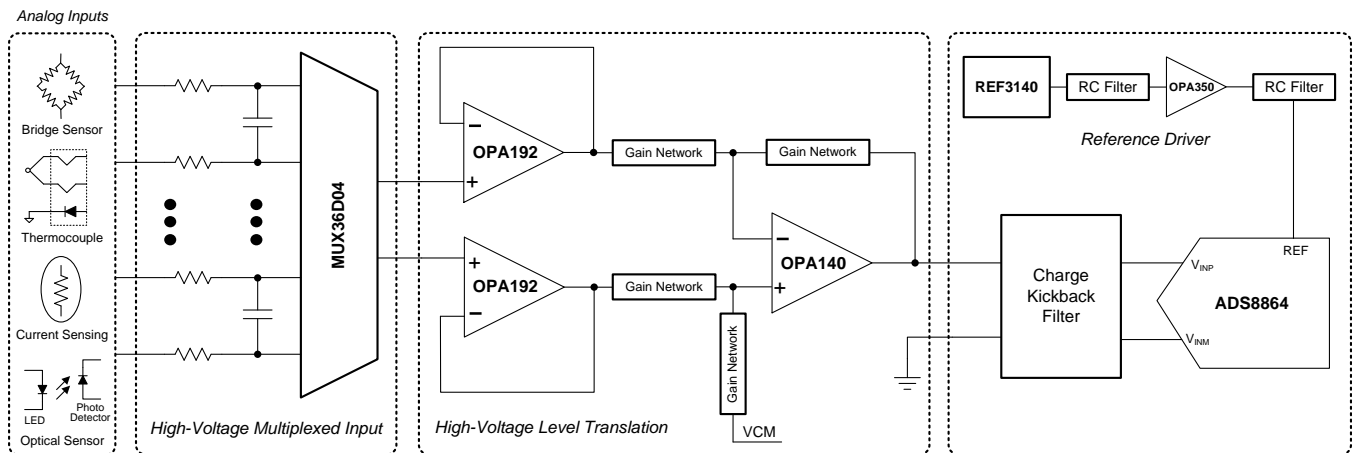 Analog Inputs
Bridge Sensor
Thermocouple
Current Sensing
LED
Photo
Detector
Optical Sensor
MUX36D04
High-Voltage Multiplexed Input
OPA192
OPA192
Gain Network
Gain Network
Gain Network
Gain Network
OPA140
VCM
High-Voltage Level Translation
REF3140
RC Filter
OPA350
RC Filter
Reference Driver
Charge
Kickback
Filter
REF
VINP
ADS8864
VINM